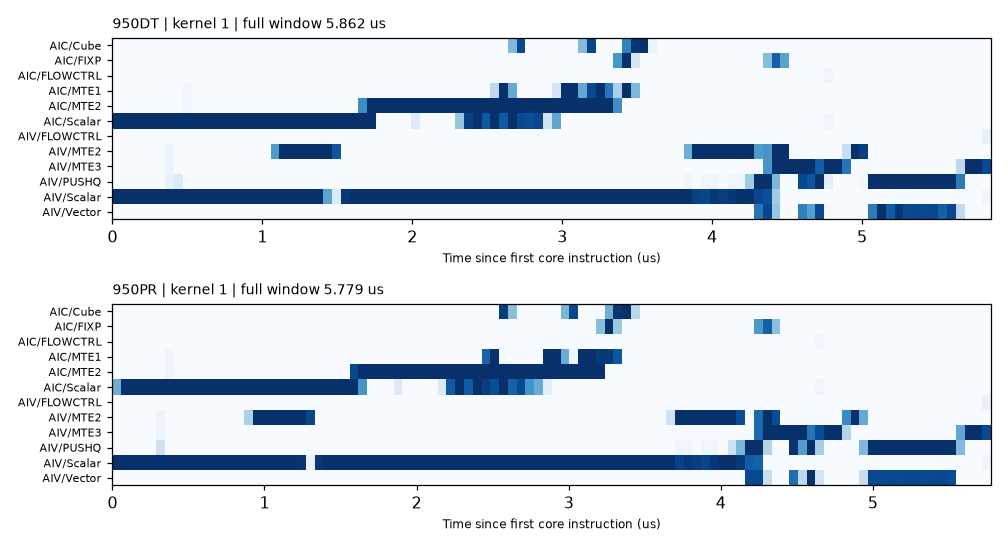 950DT | kernel 1 | full window 5.862 us
AIC/Cube
AIC/FIXP
AIC/FLOWCTRL
AIC/MTE1
AIC/MTE2
AIC/Scalar
AIV/FLOWCTRL
AIV/MTE2
AIV/MTE3
AIV/PUSHQ
AIV/Scalar
AIV/Vector
0 1 2 3 4 5
Time since first core instruction (us)
950PR | kernel 1 | full window 5.779 us
AIC/Cube
AIC/FIXP
AIC/FLOWCTRL
AIC/MTE1
AIC/MTE2
AIC/Scalar
AIV/FLOWCTRL
AIV/MTE2
AIV/MTE3
AIV/PUSHQ
AIV/Scalar
AIV/Vector
0 1 2 3 4 5
Time since first core instruction (us)